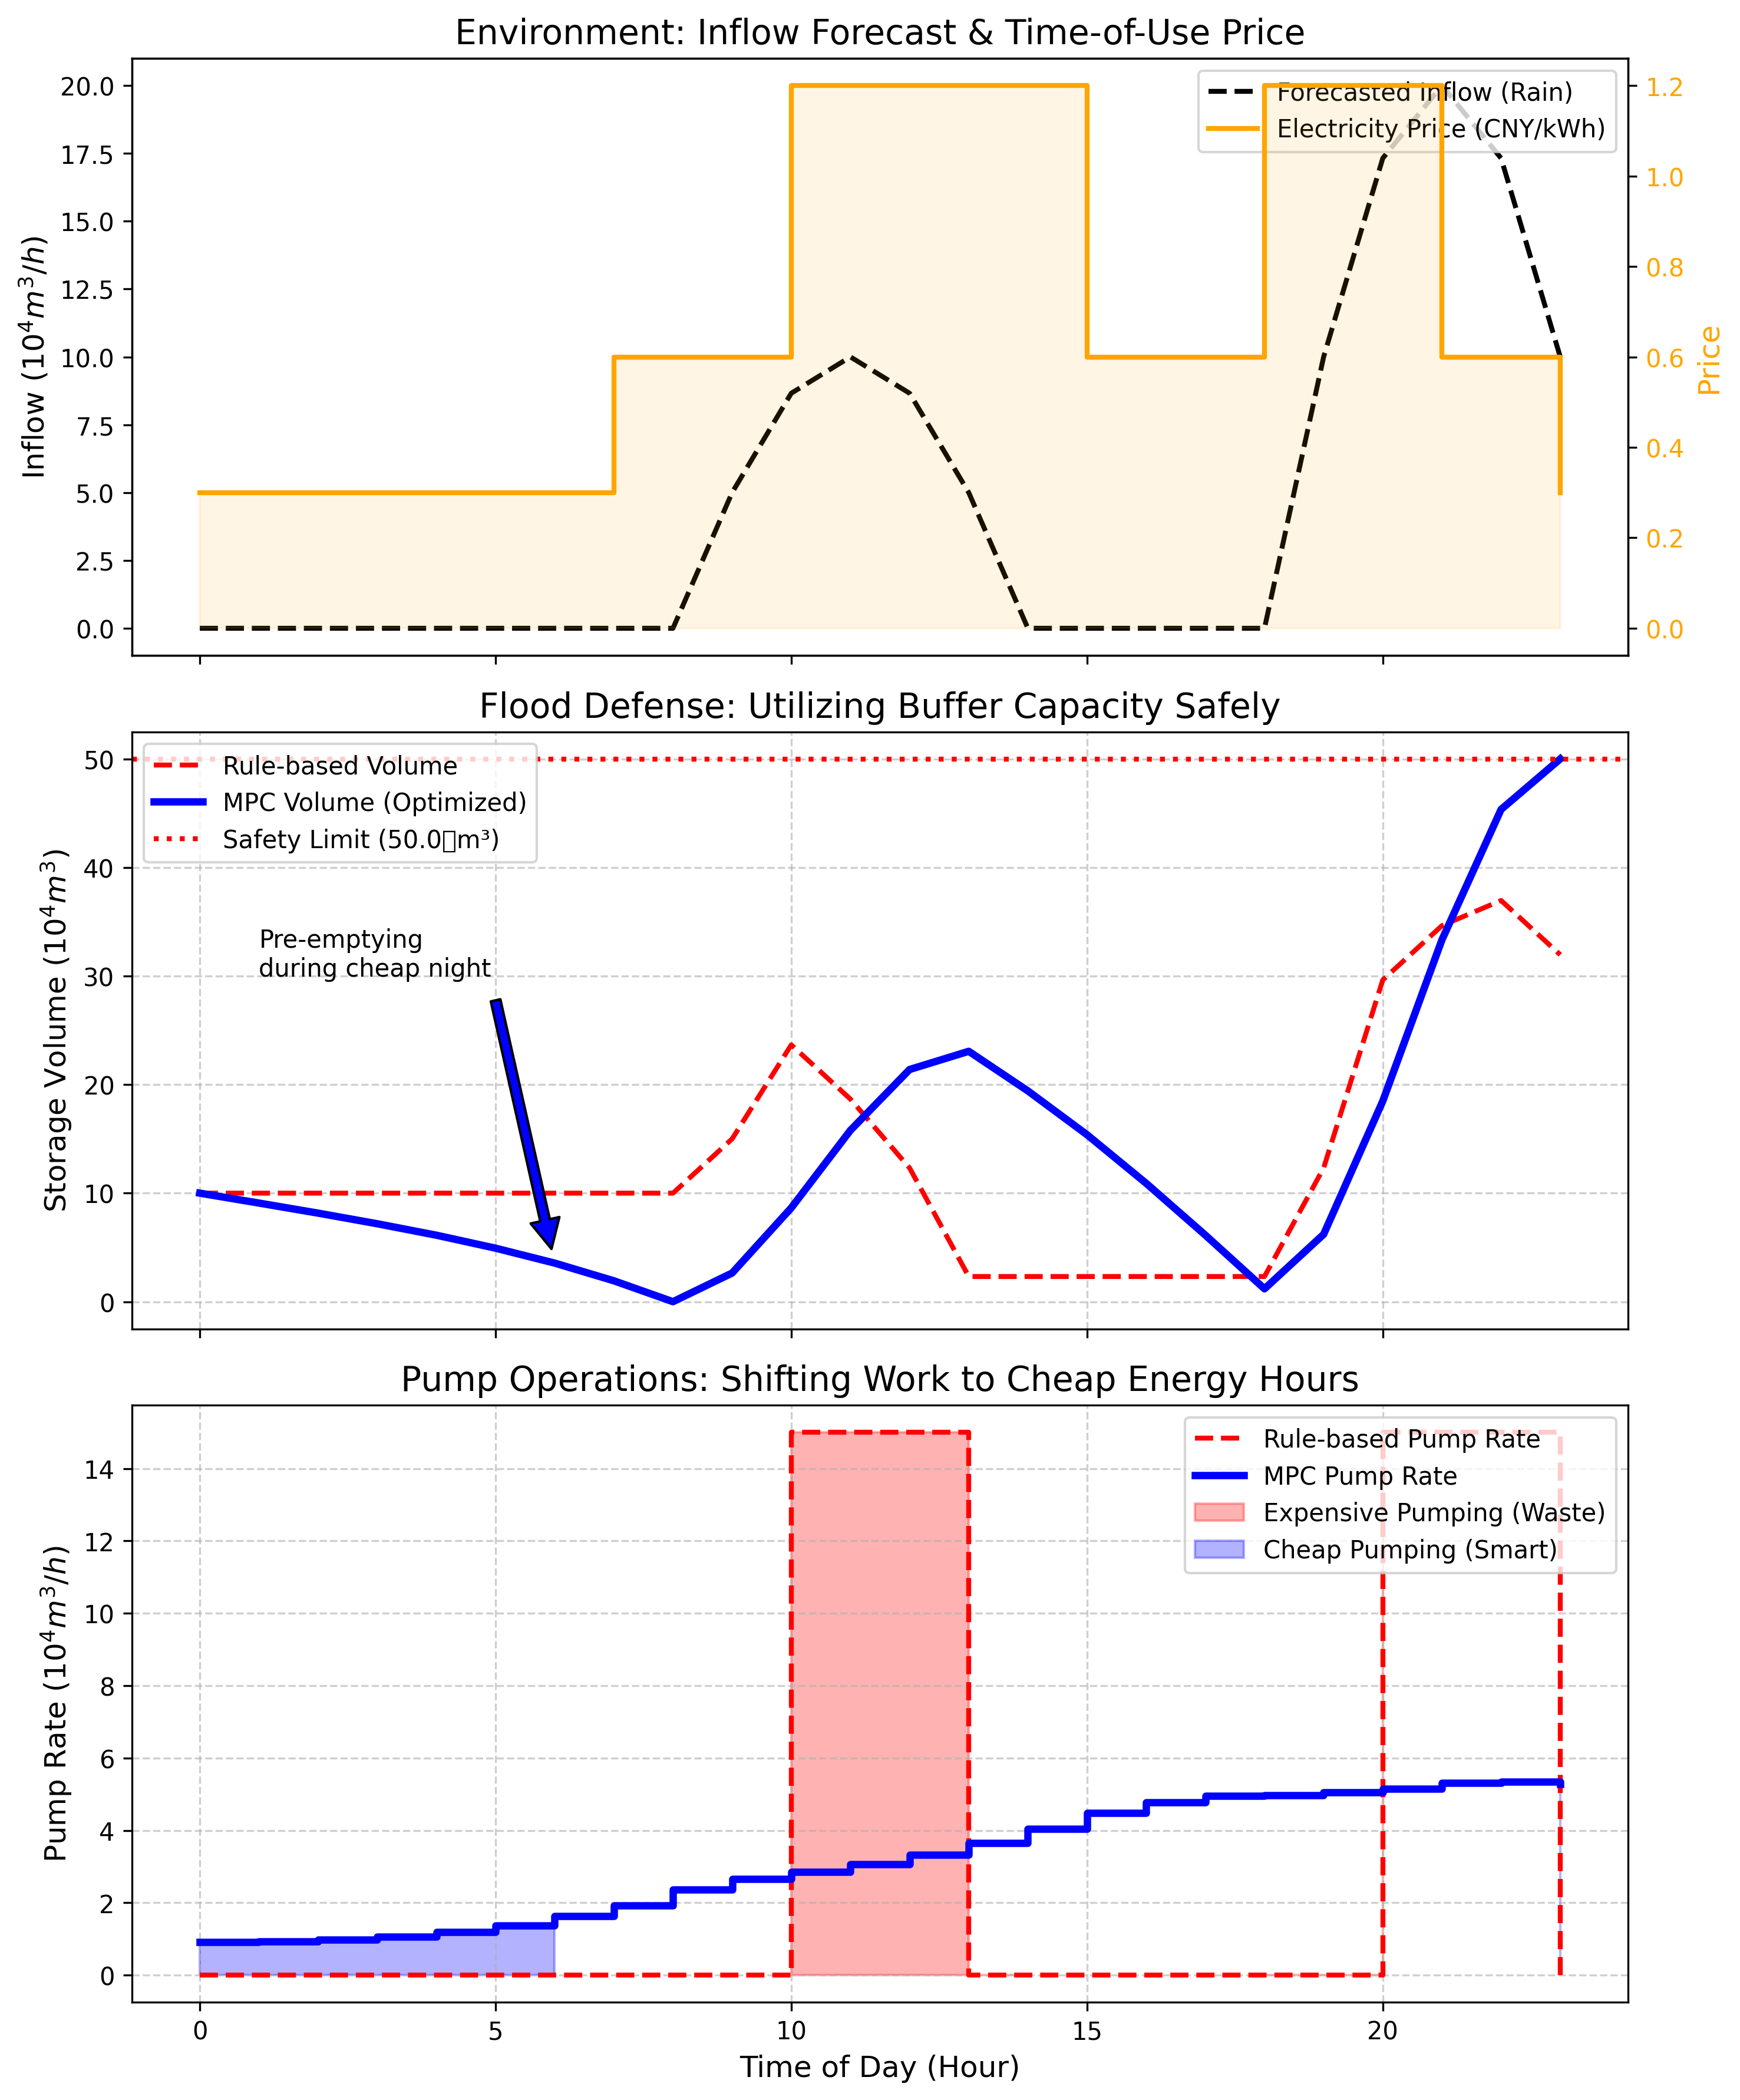 Environment: Inflow Forecast & Time-of-Use Price
Inflow (10⁴m³/h)
20.0
17.5
15.0
12.5
10.0
7.5
5.0
2.5
0.0
Forecasted Inflow (Rain)
Electricity Price (CNY/kWh)
1.2
1.0
0.8
0.6
0.4
0.2
0.0
Price
Flood Defense: Utilizing Buffer Capacity Safely
Storage Volume (10⁴m³)
50
40
30
20
10
0
Rule-based Volume
MPC Volume (Optimized)
Safety Limit (50.0▯m³)
Pre-emptying
during cheap night
Pump Operations: Shifting Work to Cheap Energy Hours
Pump Rate (10⁴m³/h)
14
12
10
8
6
4
2
0
Rule-based Pump Rate
MPC Pump Rate
Expensive Pumping (Waste)
Cheap Pumping (Smart)
0
5
10
15
20
Time of Day (Hour)